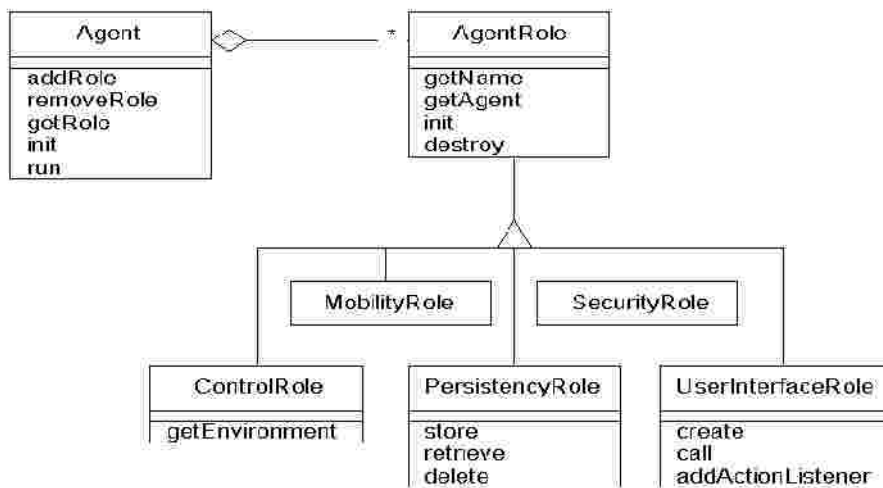 Agent
addRole
removeRole
getRole
init
run
*
AgentRole
getName
getAgent
init
destroy
MobilityRole
SecurityRole
ControlRole
getEnvironment
PersistencyRole
store
retrieve
delete
UserInterfaceRole
create
call
addActionListener